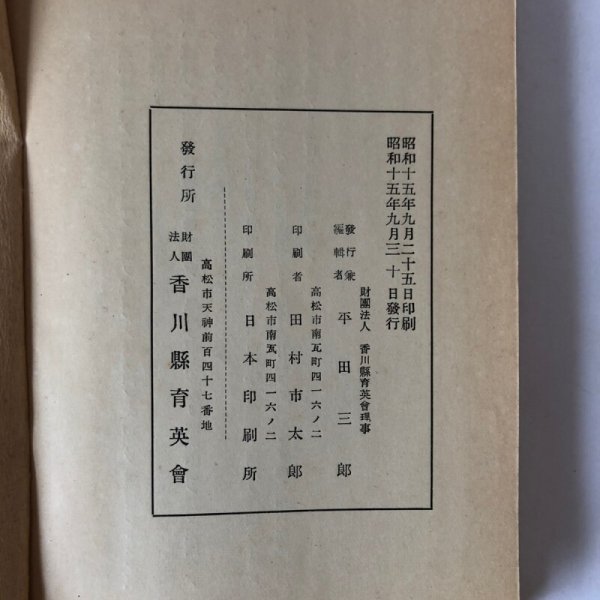 昭和十五年九月二十五日印刷
昭和十五年九月三十日發行
財團法人 香川縣育英會理事
發行兼
編輯者 平田三郎
高松市南瓦町四一六ノ二
印刷者 田村市太郎
高松市南瓦町四一六ノ二
印刷所 日本印刷所
高松市天神前百四十七番地
發行所 財團
法人 香川縣育英會